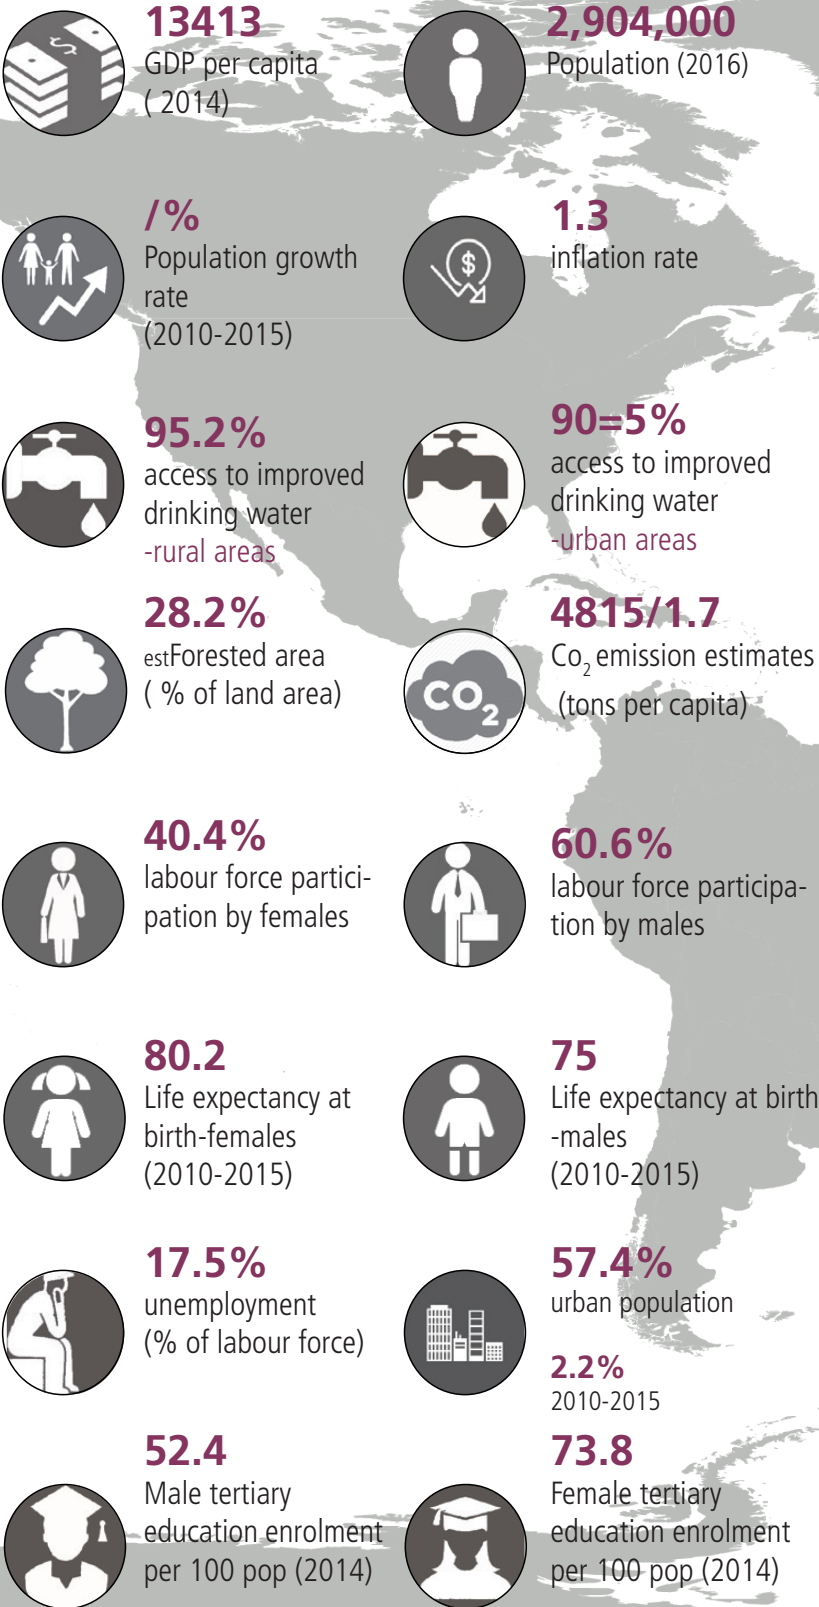 13413
GDP per capita
( 2014)
2,904,000
Population (2016)
/%
Population growth
rate
(2010-2015)
1.3
inflation rate
95.2%
access to improved
drinking water
-rural areas
90=5%
access to improved
drinking water
-urban areas
28.2%
estForested area
( % of land area)
4815/1.7
Co2 emission estimates
(tons per capita)
CO2
40.4%
labour force partici-
pation by females
60.6%
labour force participa-
tion by males
80.2
Life expectancy at
birth-females
(2010-2015)
75
Life expectancy at birth
-males
(2010-2015)
17.5%
unemployment
(% of labour force)
57.4%
urban population
2.2%
2010-2015
52.4
Male tertiary
education enrolment
per 100 pop (2014)
73.8
Female tertiary
education enrolment
per 100 pop (2014)